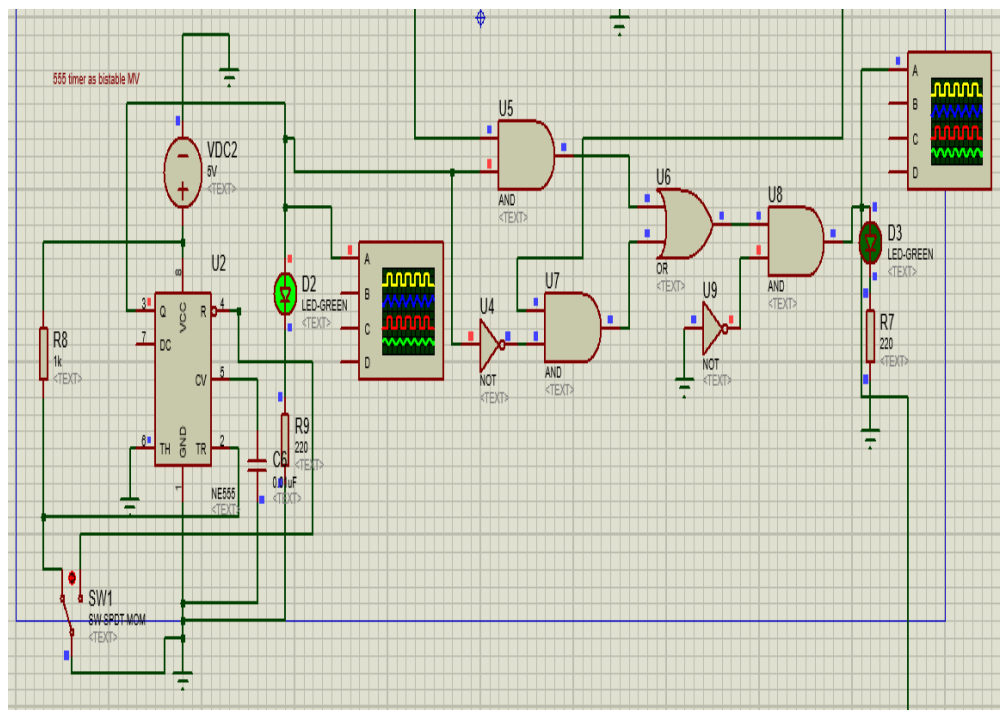 555 timer as bistable MV
VDC2
5V
<TEXT>
U2
8
VCC
3
Q
R
4
7
DC
CV
5
6
TH
TR
2
GND
1
NE555
<TEXT>
R8
1k
<TEXT>
D2
LED-GREEN
<TEXT>
R9
220
<TEXT>
C6
<TEXT>
SW1
SW SPDT MOM
<TEXT>
A
B
C
D
U5
AND
<TEXT>
U4
NOT
<TEXT>
U7
AND
<TEXT>
U6
OR
<TEXT>
U9
NOT
<TEXT>
U8
AND
<TEXT>
A
B
C
D
D3
LED-GREEN
<TEXT>
R7
220
<TEXT>